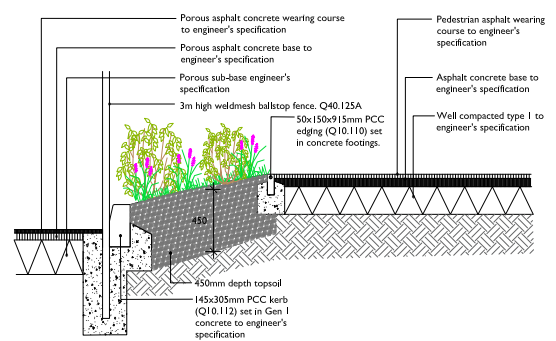 Porous asphalt concrete wearing course
to engineer's specification
Porous asphalt concrete base to
engineer's specification
Porous sub-base engineer's
specification
3m high weldmesh ballstop fence. Q40.125A
50x150x915mm PCC
edging (Q10.110) set
in concrete footings.
Pedestrian asphalt wearing
course to engineer's
specification
Asphalt concrete base to
engineer's specification
Well compacted type 1 to
engineer's specification
450
450mm depth topsoil
145x305mm PCC kerb
(Q10.112) set in Gen 1
concrete to engineer's
specification